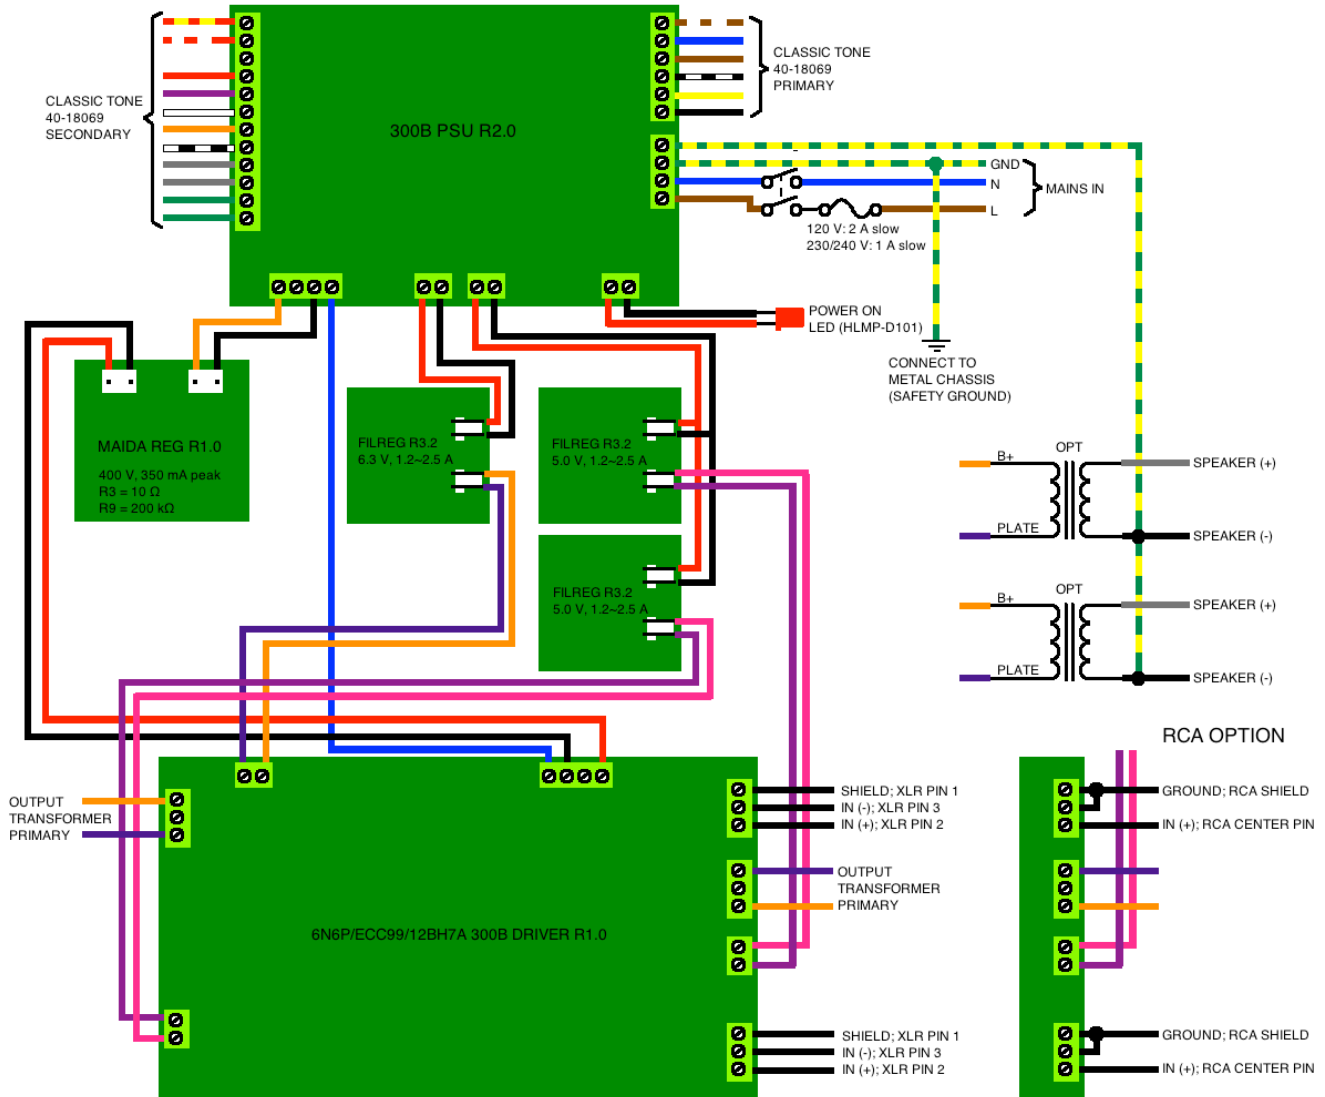 CLASSIC TONE
40-18069
SECONDARY
300B PSU R2.0
CLASSIC TONE
40-18069
PRIMARY
GND
N
L
MAINS IN
120 V: 2 A slow
230/240 V: 1 A slow
POWER ON
LED (HLMP-D101)
CONNECT TO
METAL CHASSIS
(SAFETY GROUND)
MAIDA REG R1.0
400 V, 350 mA peak
R3 = 10 Ω
R9 = 200 kΩ
FILREG R3.2
6.3 V, 1.2~2.5 A
FILREG R3.2
5.0 V, 1.2~2.5 A
FILREG R3.2
5.0 V, 1.2~2.5 A
OPT
B+
PLATE
SPEAKER (+)
SPEAKER (-)
OPT
B+
PLATE
SPEAKER (+)
SPEAKER (-)
RCA OPTION
OUTPUT
TRANSFORMER
PRIMARY
6N6P/ECC99/12BH7A 300B DRIVER R1.0
SHIELD; XLR PIN 1
IN (-); XLR PIN 3
IN (+); XLR PIN 2
OUTPUT
TRANSFORMER
PRIMARY
SHIELD; XLR PIN 1
IN (-); XLR PIN 3
IN (+); XLR PIN 2
GROUND; RCA SHIELD
IN (+); RCA CENTER PIN
GROUND; RCA SHIELD
IN (+); RCA CENTER PIN